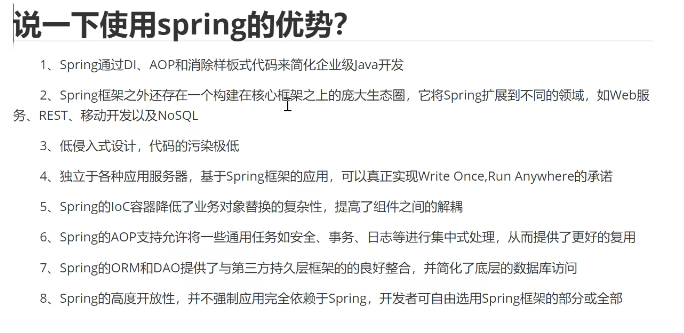 说一下使用spring的优势?
1、Spring通过DI、AOP和消除样板式代码来简化企业级Java开发
2、Spring框架之外还存在一个构建在核心框架之上的庞大生态圈，它将Spring扩展到不同的领域，如Web服
务、REST、移动开发以及NoSQL
3、低侵入式设计，代码的污染极低
4、独立于各种应用服务器，基于Spring框架的应用，可以真正实现Write Once,Run Anywhere的承诺
5、Spring的IoC容器降低了业务对象替换的复杂性，提高了组件之间的解耦
6、Spring的AOP支持允许将一些通用任务如安全、事务、日志等进行集中式处理，从而提供了更好的复用
7、Spring的ORM和DAO提供了与第三方持久层框架的的良好整合，并简化了底层的数据库访问
8、Spring的高度开放性，并不强制应用完全依赖于Spring，开发者可自由选用Spring框架的部分或全部